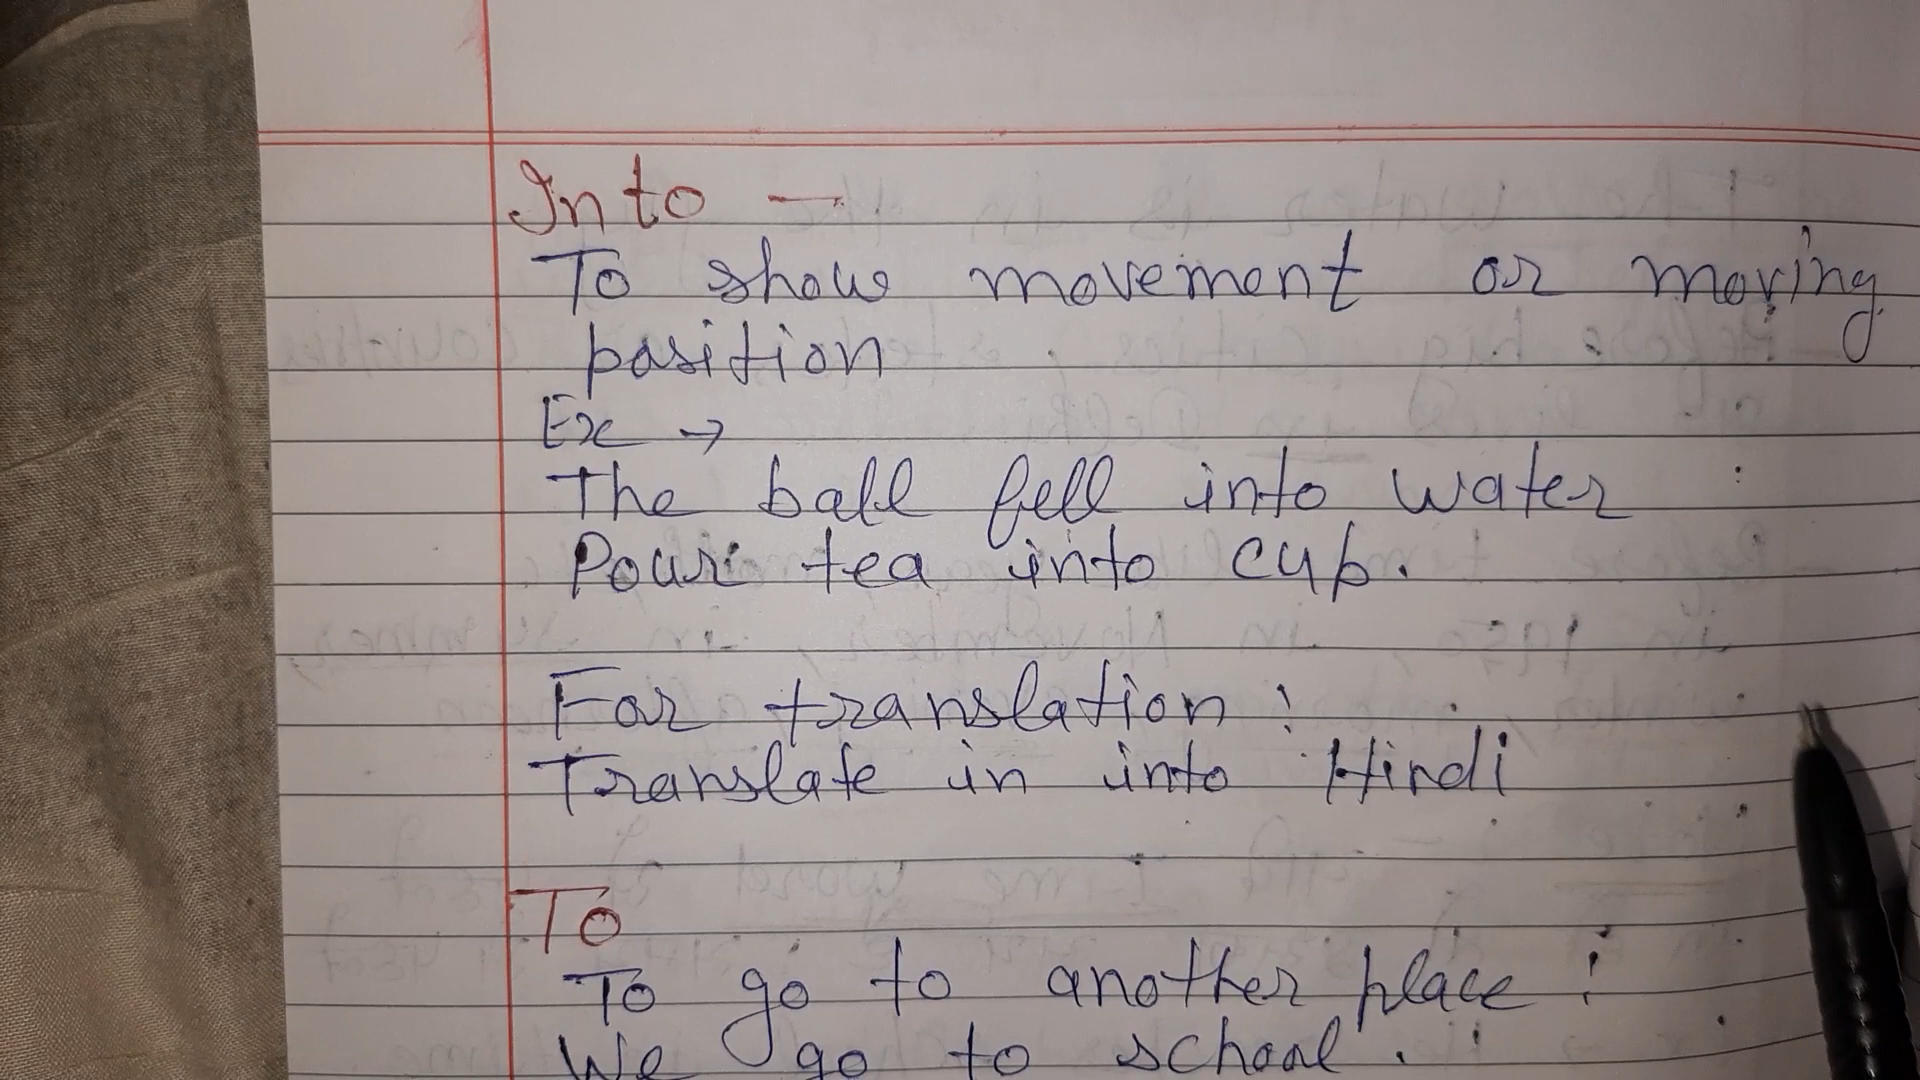 Into —
To show movement or moving
position
Ex →
The ball fell into water
Pour tea into cup.
For translation :
Translate in into Hindi
To
To go to another place :
We go to school.